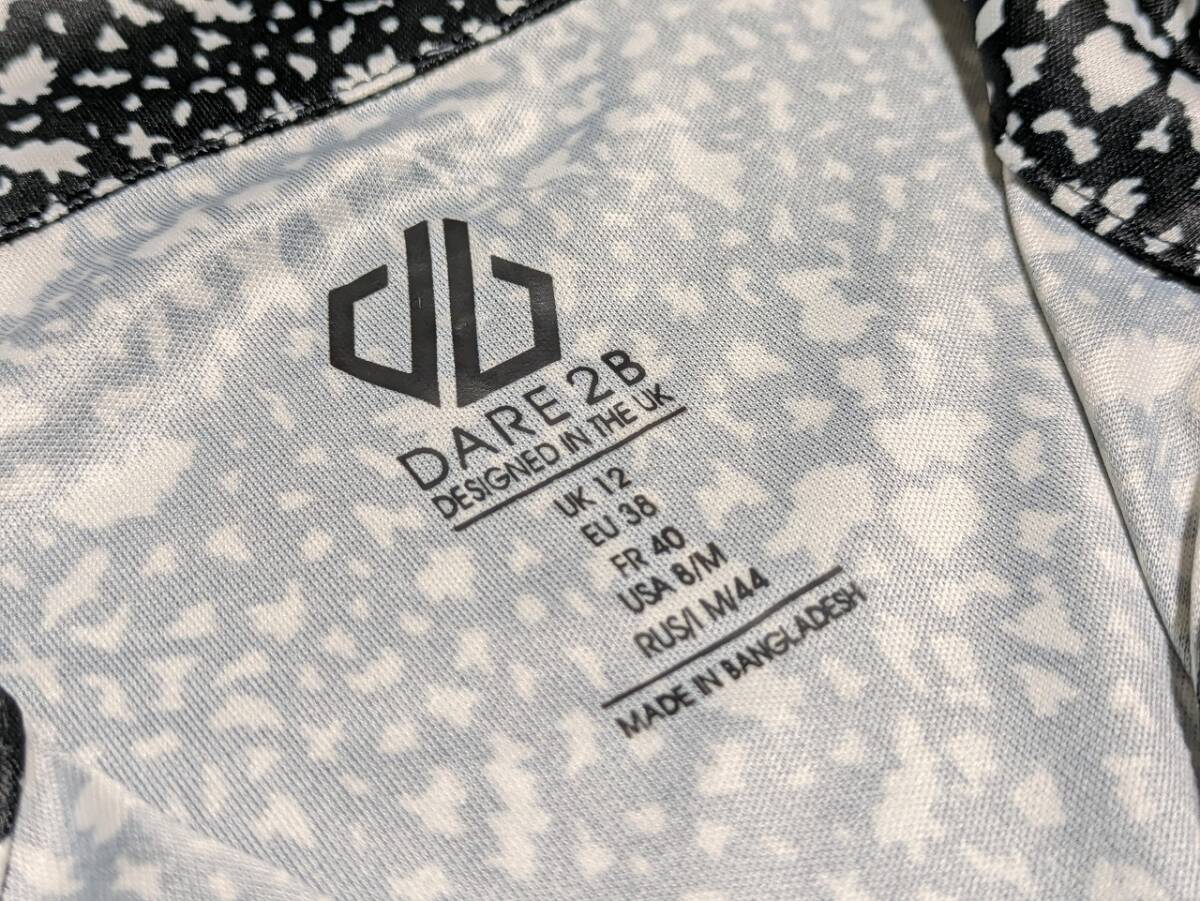 db
DARE 2B
DESIGNED IN THE UK
UK 12
EU 38
FR 40
USA 8/M
RUS/I M/44
MADE IN BANGLADESH